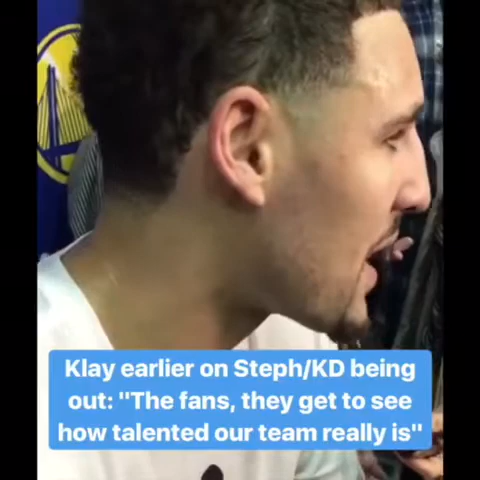 Klay earlier on Steph/KD being
out: "The fans, they get to see
how talented our team really is"